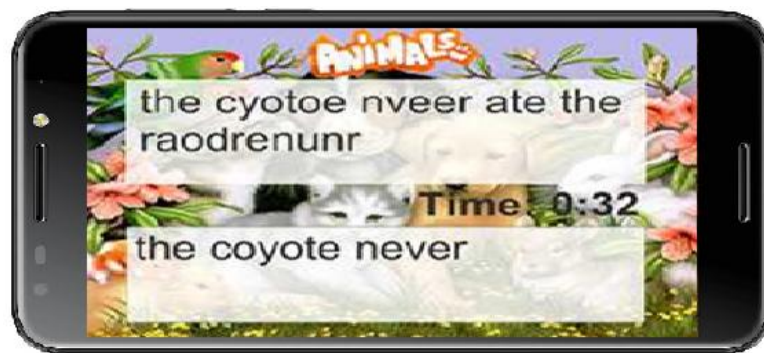 ANIMALS
the cyotoe nveer ate the
raodrenunr
Time: 0:32
the coyote never